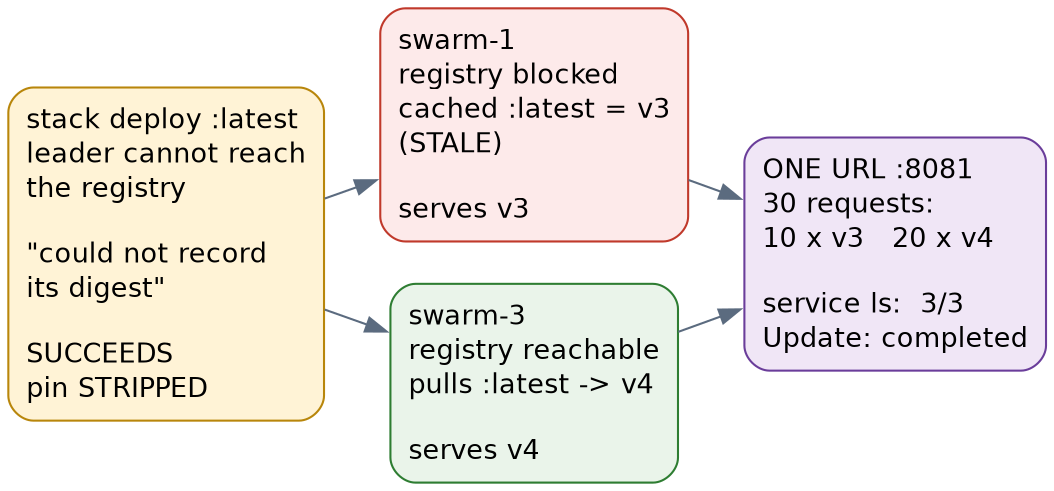 stack deploy :latest
leader cannot reach
the registry
"could not record
its digest"
SUCCEEDS
pin STRIPPED
swarm-1
registry blocked
cached :latest = v3
(STALE)
serves v3
swarm-3
registry reachable
pulls :latest -> v4
serves v4
ONE URL :8081
30 requests:
10 x v3   20 x v4
service ls:  3/3
Update: completed